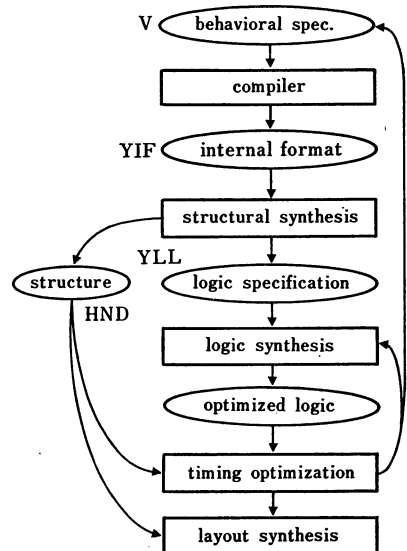 V behavioral spec.
compiler
YIF internal format
structural synthesis
YLL
structure logic specification
HND
logic synthesis
optimized logic
timing optimization
layout synthesis